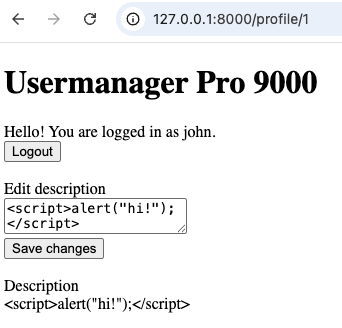 127.0.0.1:8000/profile/1
Usermanager Pro 9000
Hello! You are logged in as john.
Logout
Edit description
<script>alert("hi!");
</script>
Save changes
Description
<script>alert("hi!");</script>